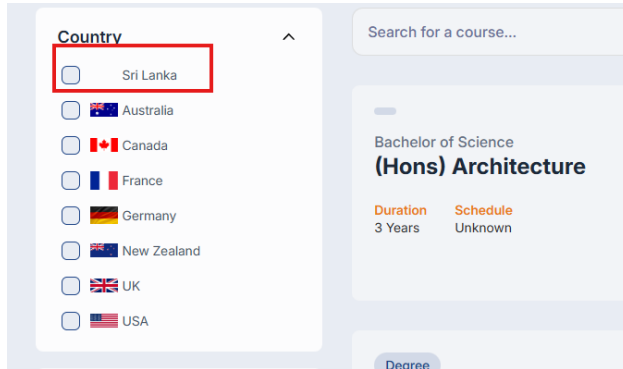 Country
Sri Lanka
Australia
Canada
France
Germany
New Zealand
UK
USA
Search for a course...
Bachelor of Science
(Hons) Architecture
Duration Schedule
3 Years Unknown
Degree